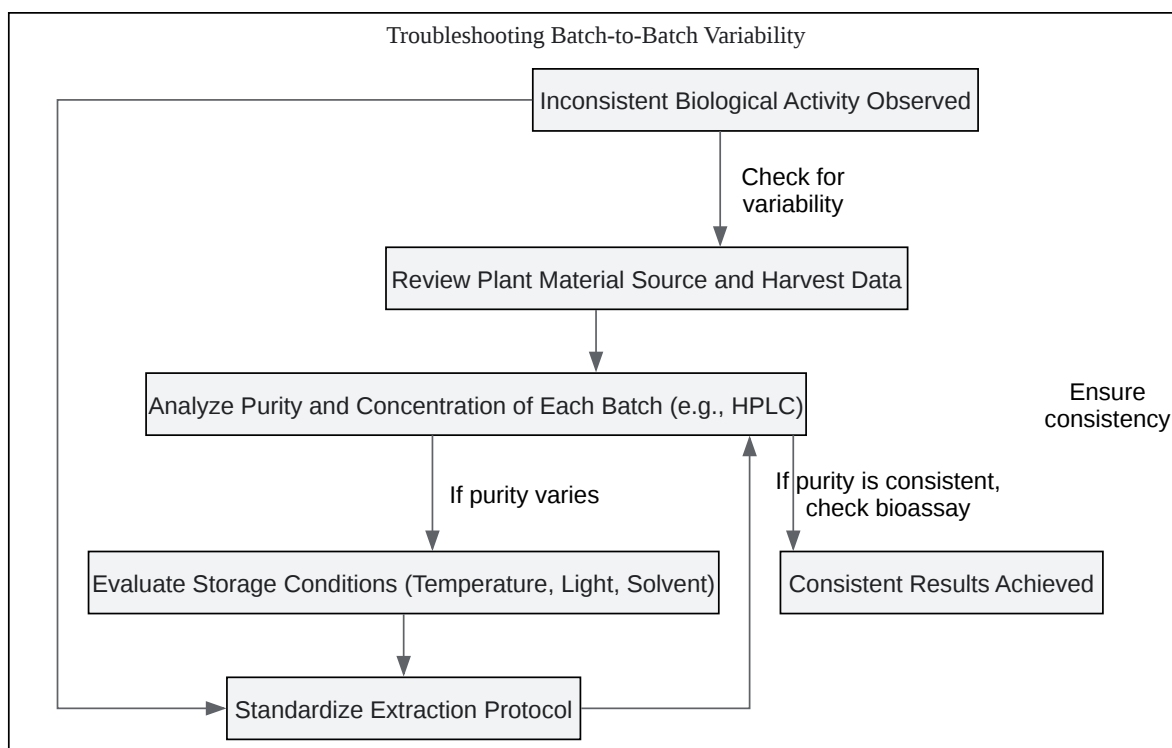 Troubleshooting Batch-to-Batch Variability
Inconsistent Biological Activity Observed
Check for
variability
Review Plant Material Source and Harvest Data
Analyze Purity and Concentration of Each Batch (e.g., HPLC)
Ensure
consistency
If purity varies
If purity is consistent,
check bioassay
Evaluate Storage Conditions (Temperature, Light, Solvent)
Consistent Results Achieved
Standardize Extraction Protocol